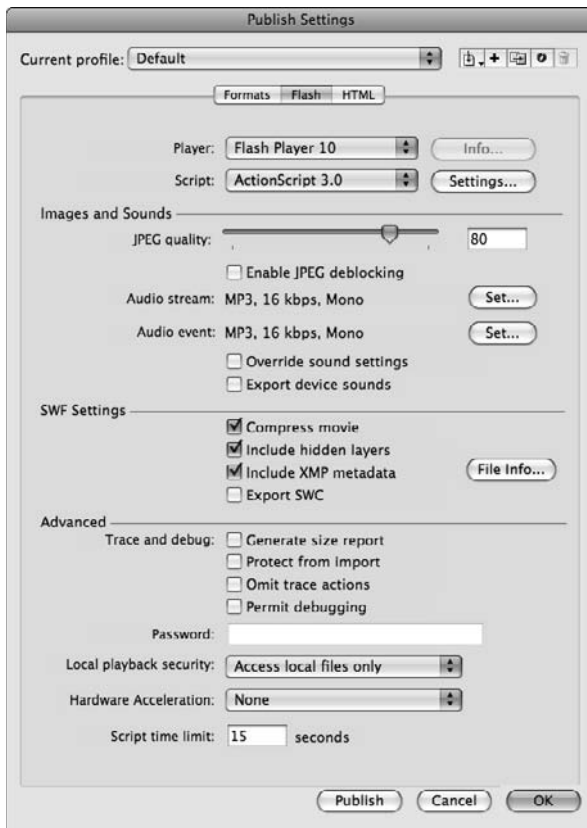 Publish Settings
Current profile: Default
Formats Flash HTML
Player: Flash Player 10 Info...
Script: ActionScript 3.0 Settings...
Images and Sounds
JPEG quality: 80
Enable JPEG deblocking
Audio stream: MP3, 16 kbps, Mono Set...
Audio event: MP3, 16 kbps, Mono Set...
Override sound settings
Export device sounds
SWF Settings
Compress movie
Include hidden layers
Include XMP metadata File Info...
Export SWC
Advanced
Trace and debug: Generate size report
Protect from import
Omit trace actions
Permit debugging
Password:
Local playback security: Access local files only
Hardware Acceleration: None
Script time limit: 15 seconds
Publish Cancel OK